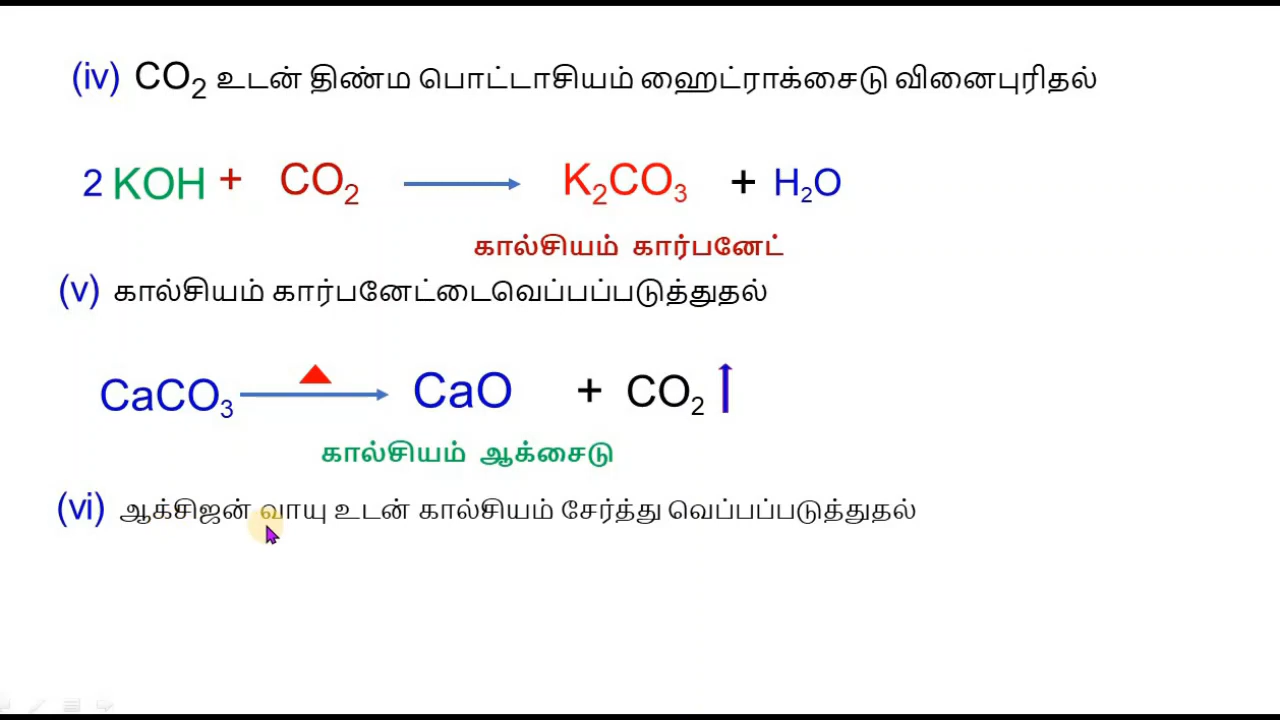 (iv) CO₂ உடன் திண்ம பொட்டாசியம் ஹைட்ராக்சைடு வினைபுரிதல்
2 KOH + CO₂ ⟶ K₂CO₃ + H₂O
கால்சியம் கார்பனேட்
(v) கால்சியம் கார்பனேட்டைவெப்பப்படுத்துதல்
CaCO₃ ⟶ CaO + CO₂ ↑
கால்சியம் ஆக்சைடு
(vi) ஆக்சிஜன் வாயு உடன் கால்சியம் சேர்த்து வெப்பப்படுத்துதல்